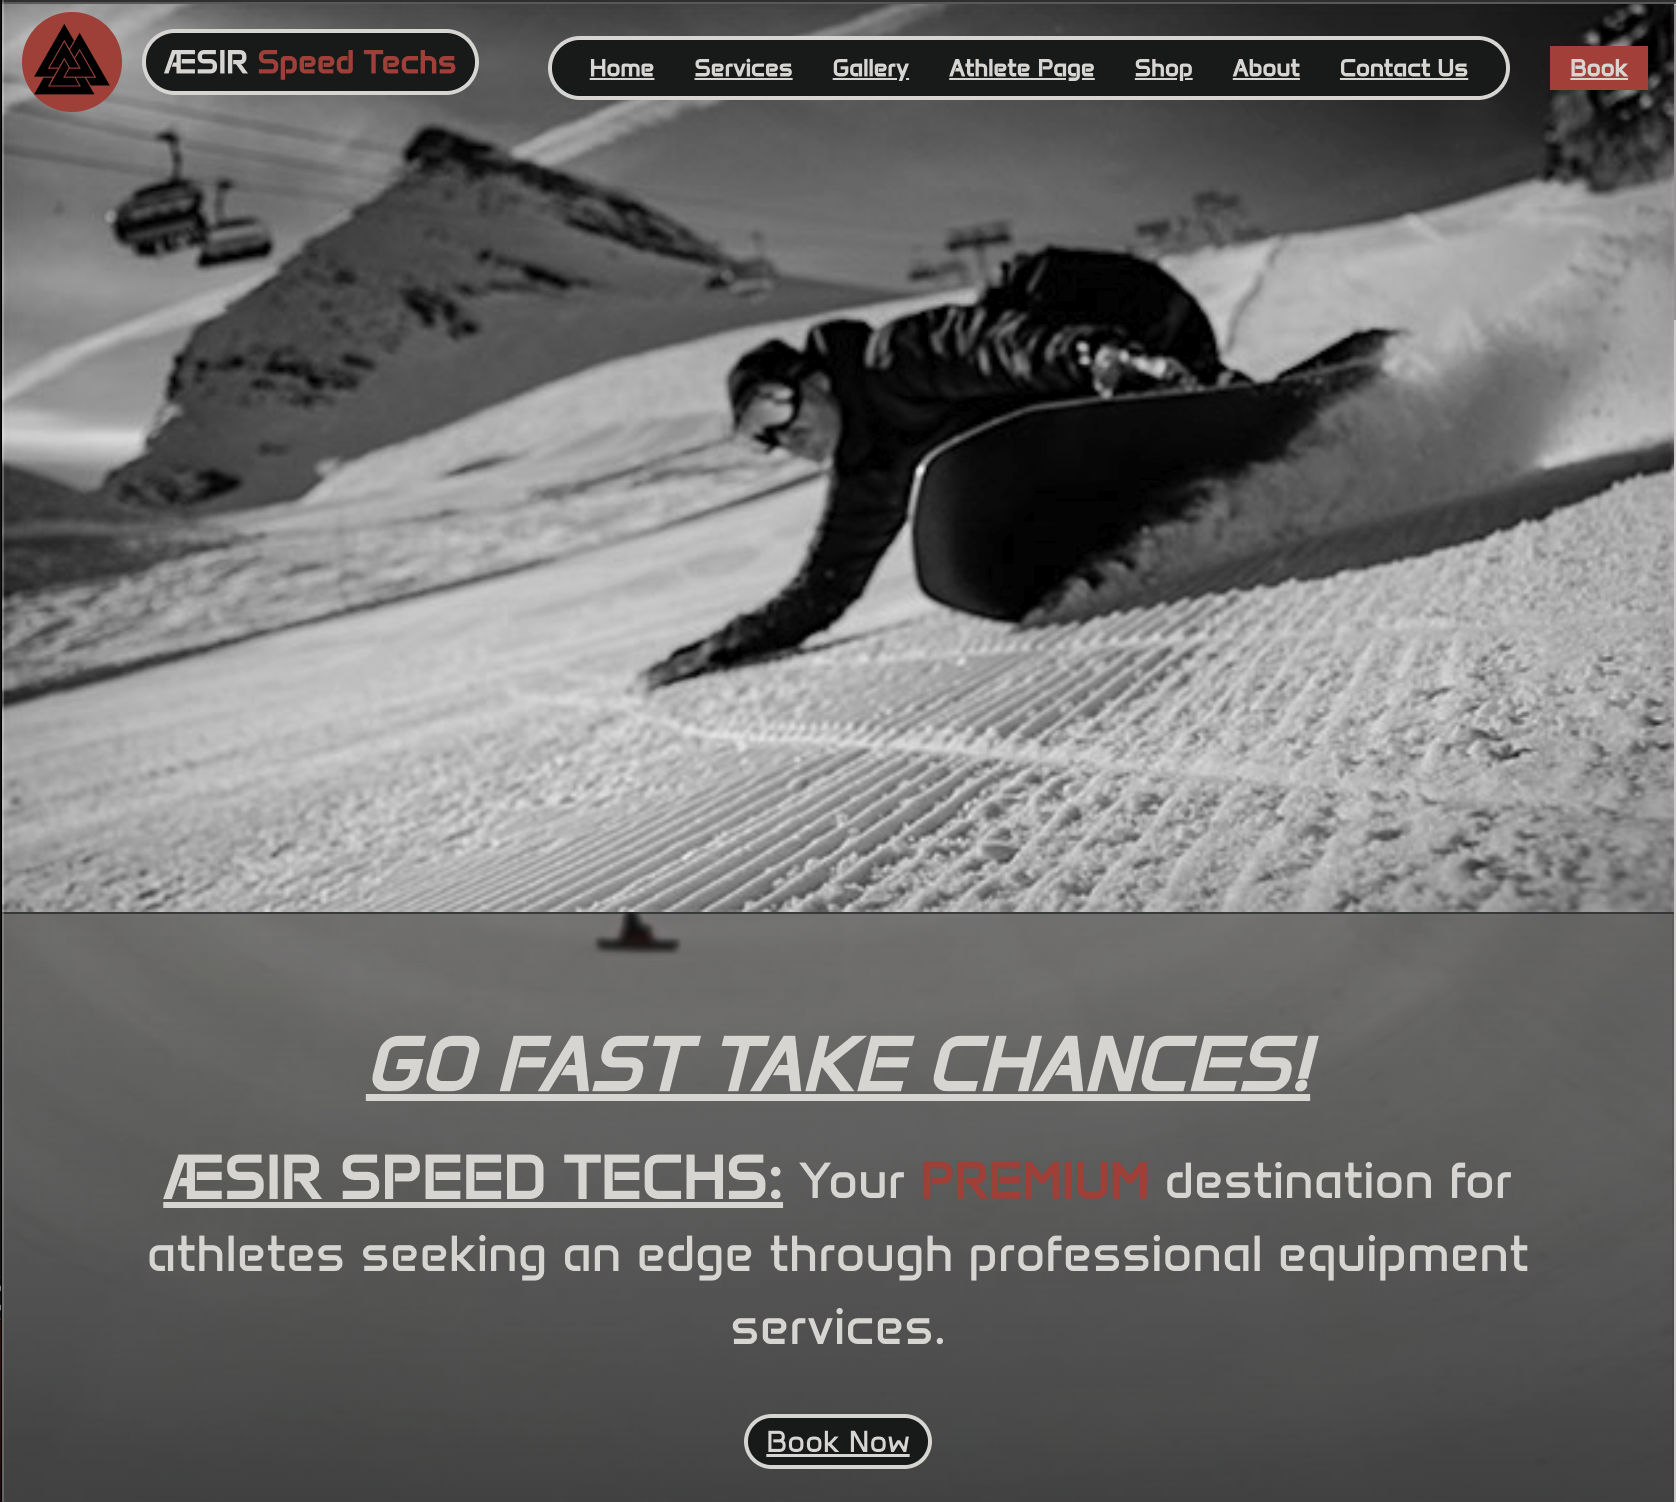 ÆSIR Speed Techs
Home Services Gallery Athlete Page Shop About Contact Us
Book
GO FAST TAKE CHANCES!
ÆSIR SPEED TECHS: Your PREMIUM destination for
athletes seeking an edge through professional equipment
services.
Book Now